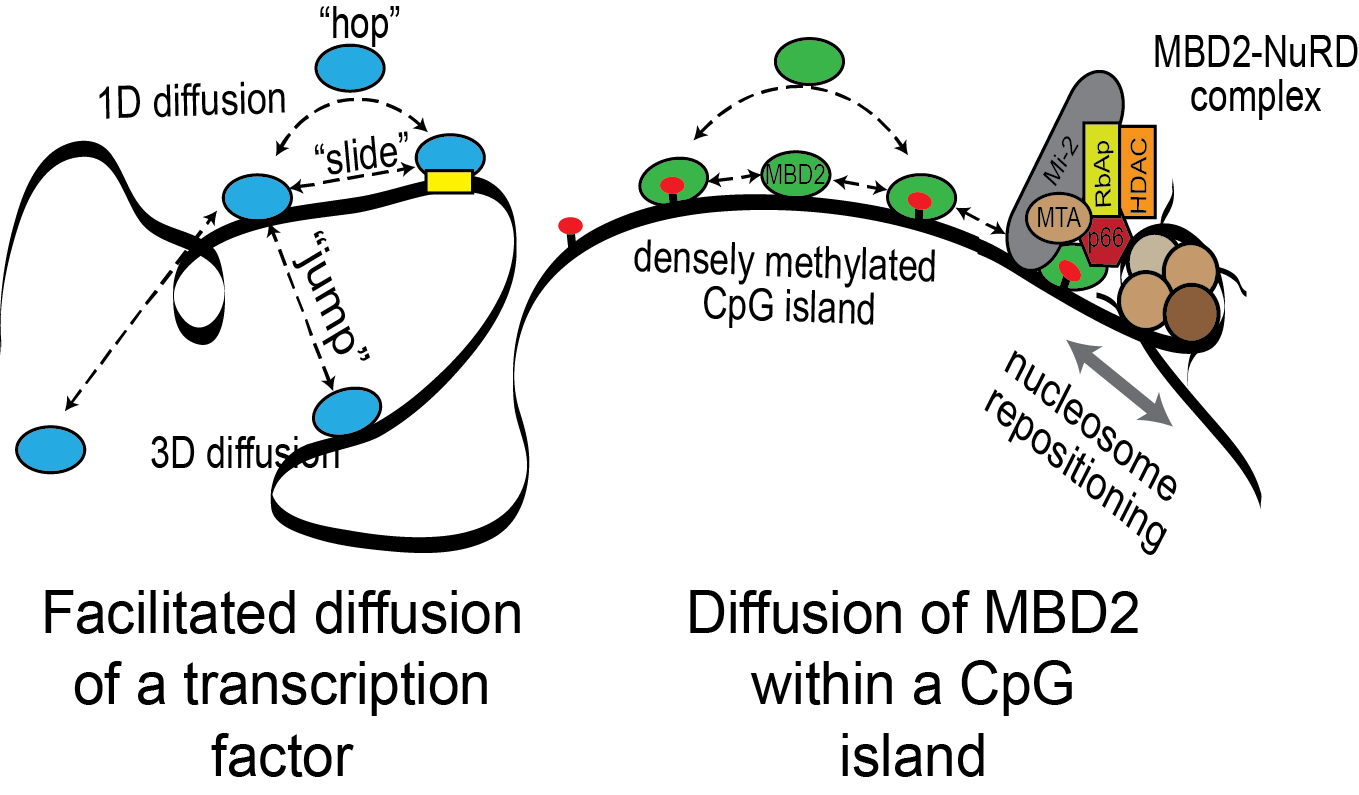 “hop”
1D diffusion
“slide”
“jump”
3D diffusion
Facilitated diffusion
of a transcription
factor
MBD2-NuRD
complex
MBD2
Mi-2
RbAp
HDAC
MTA
p66
densely methylated
CpG island
nucleosome
repositioning
Diffusion of MBD2
within a CpG
island